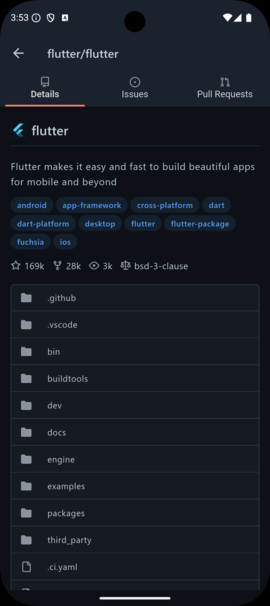 3:53
flutter/flutter
Details Issues Pull Requests
flutter
Flutter makes it easy and fast to build beautiful apps
for mobile and beyond
android app-framework cross-platform dart
dart-platform desktop flutter flutter-package
fuchsia ios
169k 28k 3k bsd-3-clause
.github
.vscode
bin
buildtools
dev
docs
engine
examples
packages
third_party
.ci.yaml